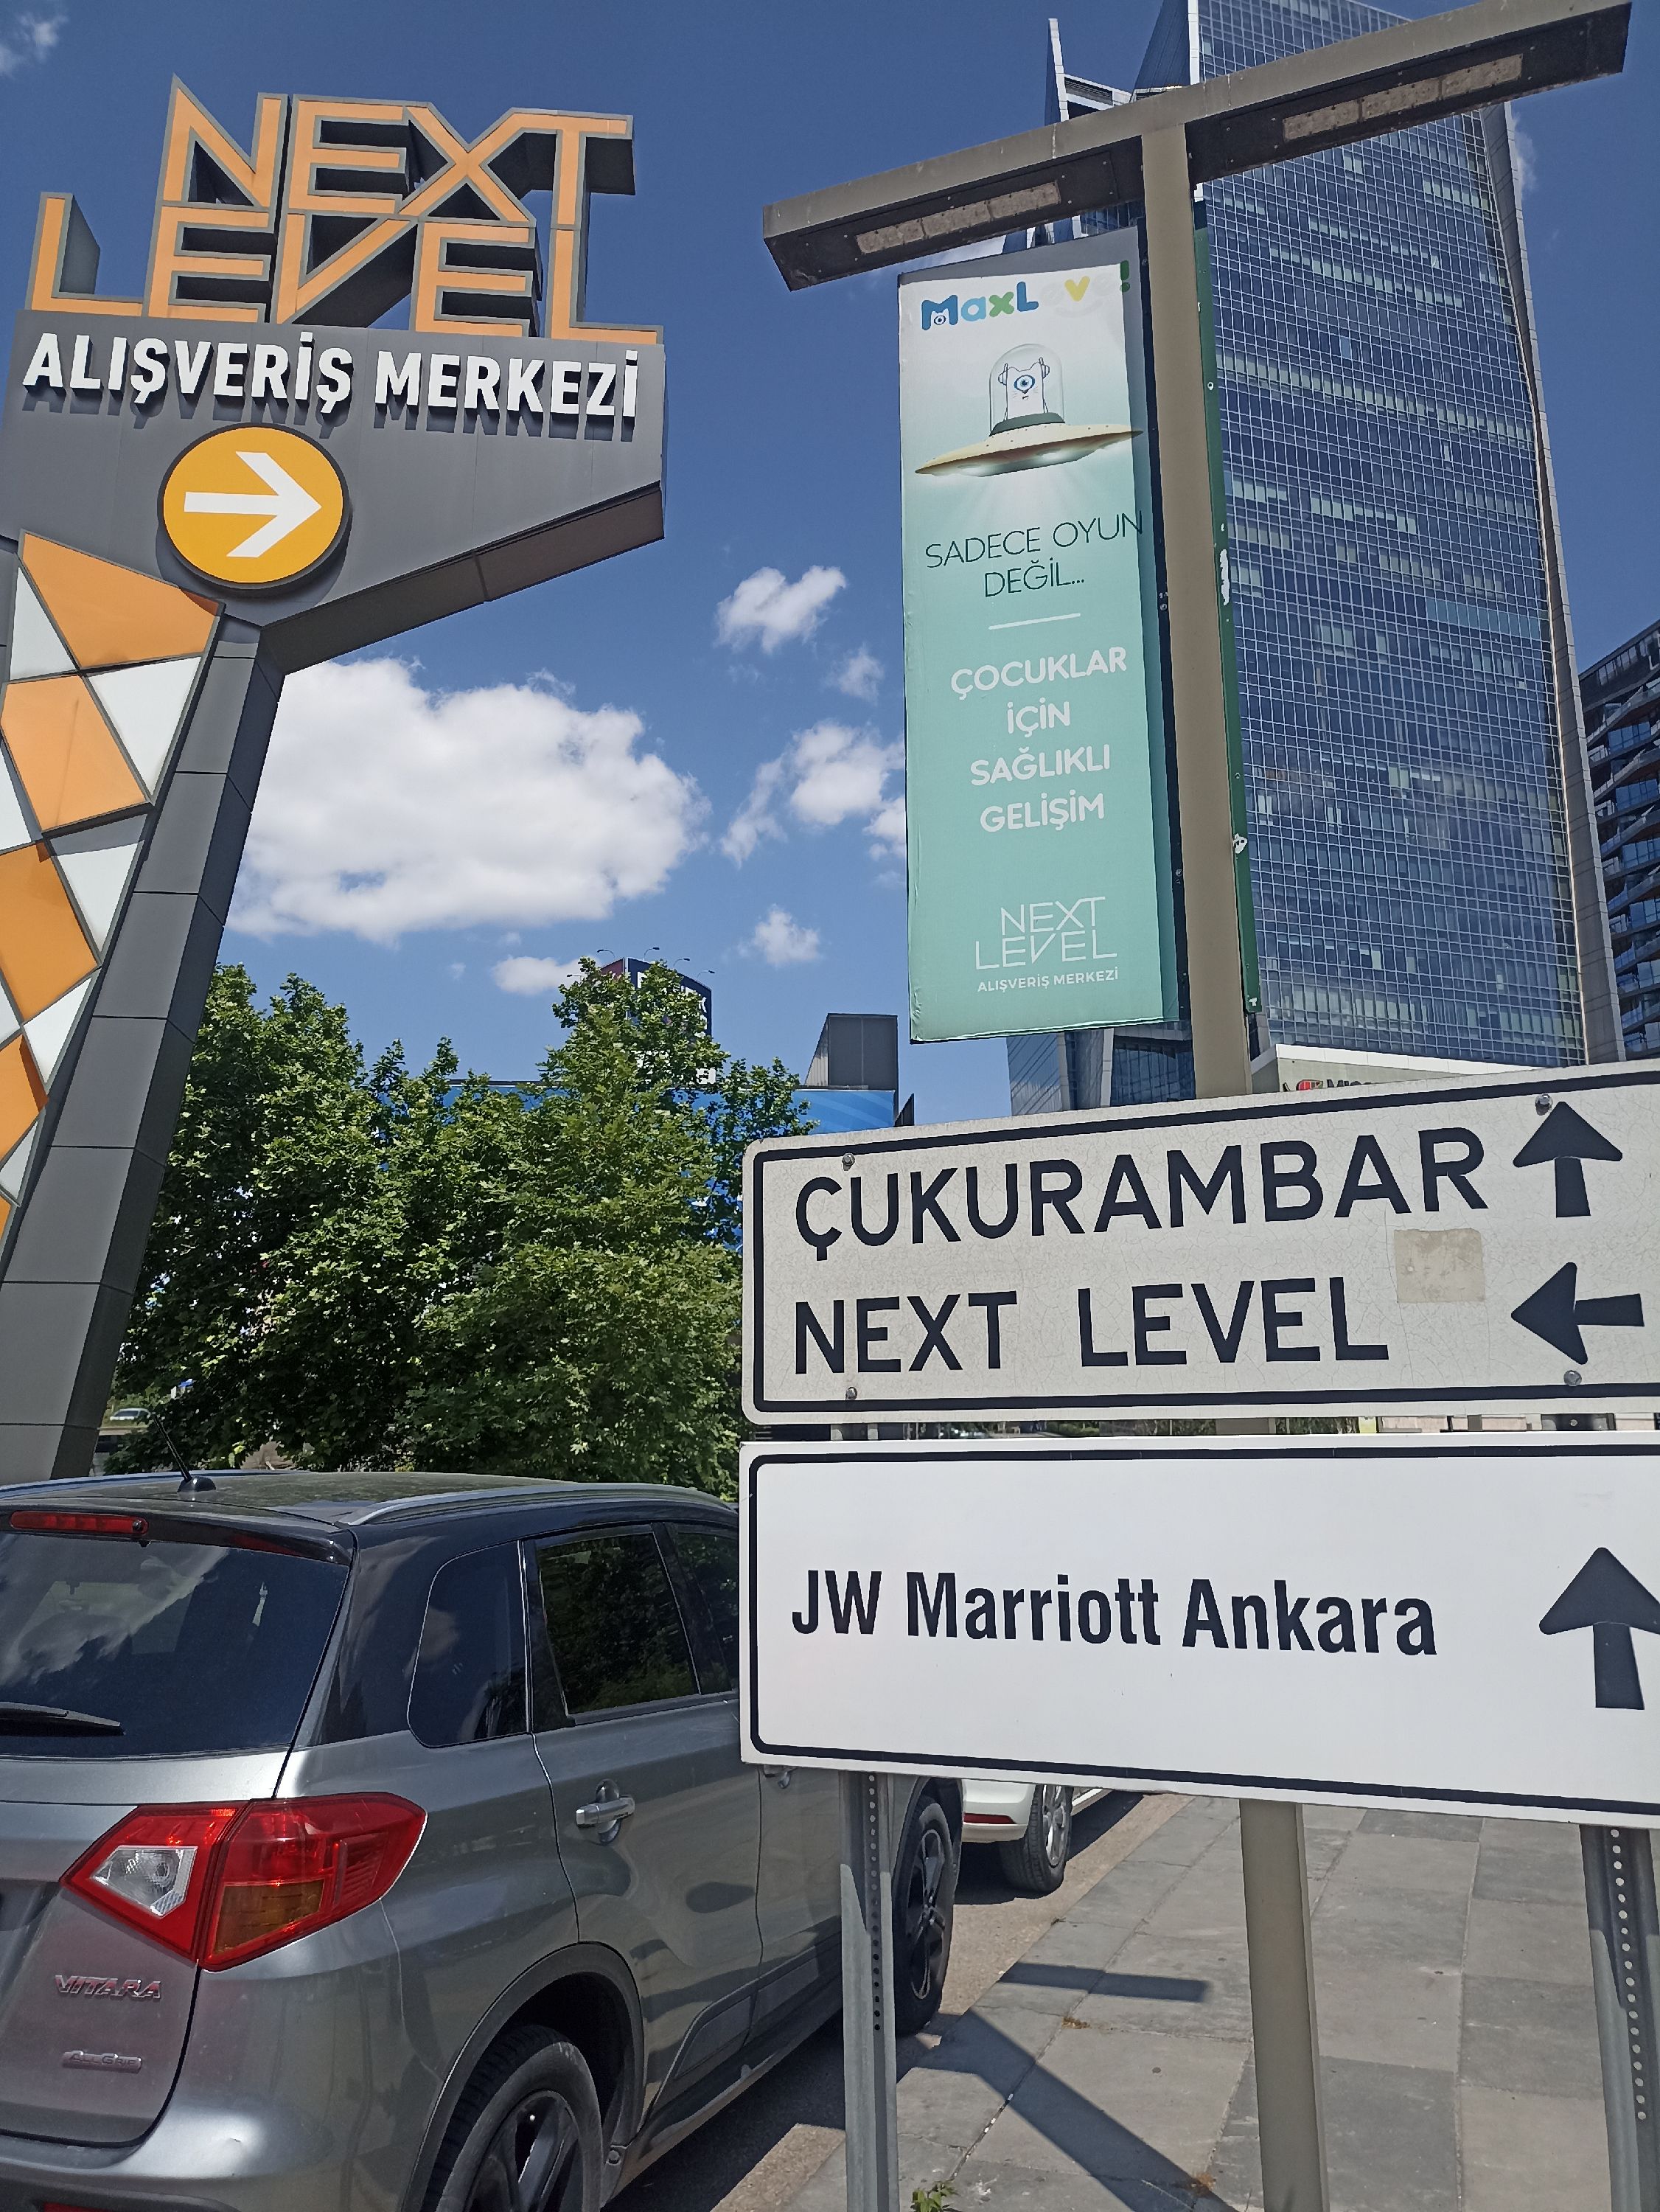 NEXT
LEVEL
ALIŞVERİŞ MERKEZİ
SADECE OYUN
DEĞİL...
ÇOCUKLAR
İÇİN
SAĞLIKLI
GELİŞİM
NEXT
LEVEL
ALIŞVERİŞ MERKEZİ
ÇUKURAMBAR
NEXT LEVEL
JW Marriott Ankara
VITARA
ALLGRIP